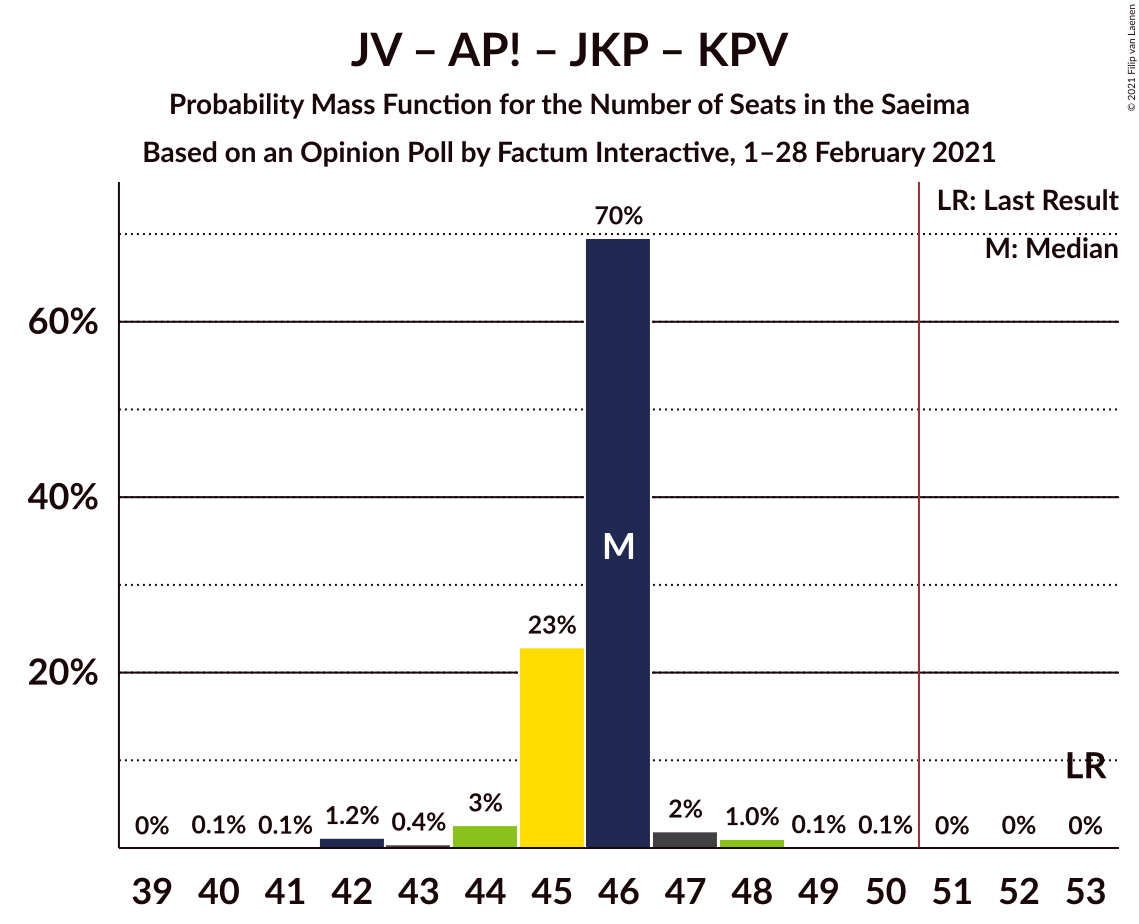 JV – AP! – JKP – KPV
Probability Mass Function for the Number of Seats in the Saeima
Based on an Opinion Poll by Factum Interactive, 1–28 February 2021
© 2021 Filip van Laenen
LR: Last Result
M: Median
70%
60%
40%
M
23%
20%
LR
0%
0.1%
0.1%
1.2%
0.4%
3%
2%
1.0%
0.1%
0.1%
0%
0%
0%
39 40 41 42 43 44 45 46 47 48 49 50 51 52 53